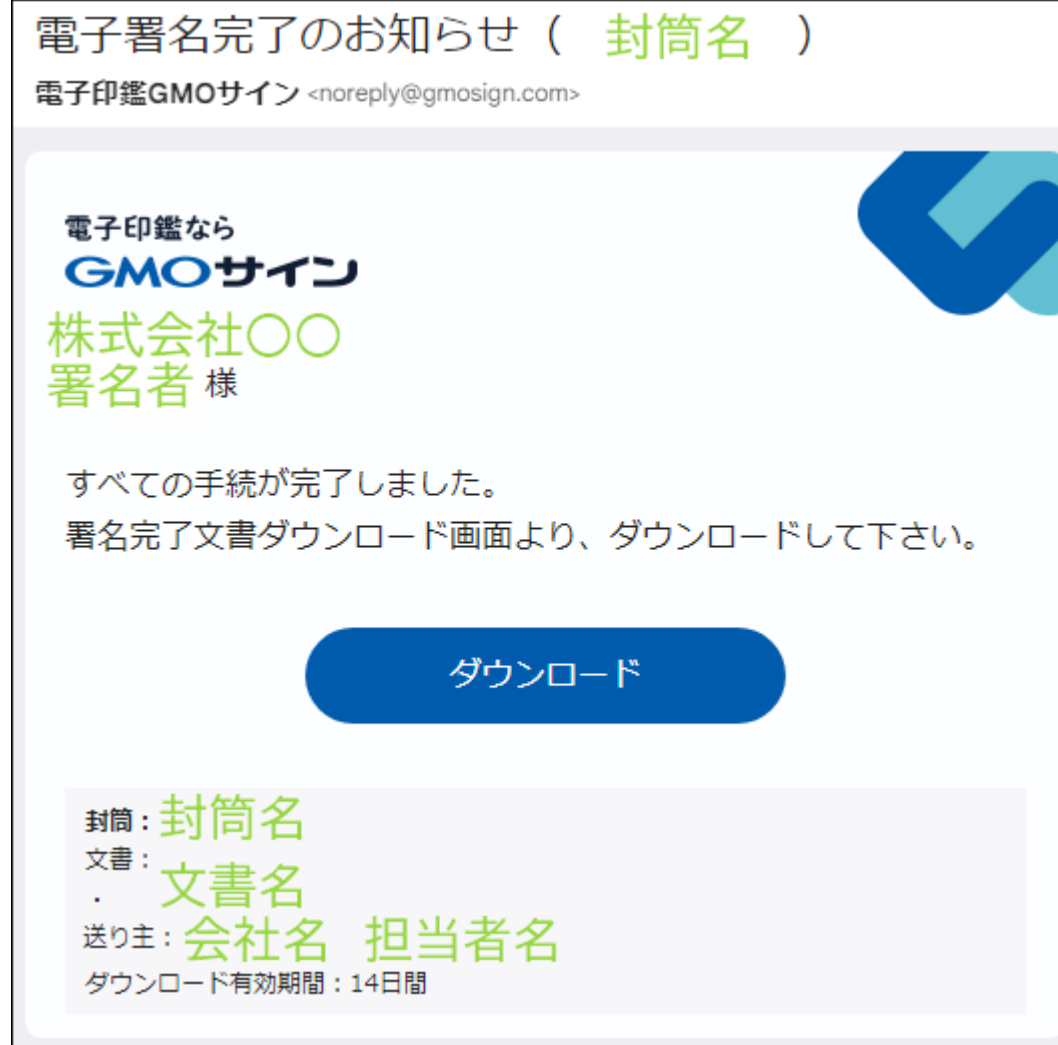 電子署名完了のお知らせ（ 封筒名 ）
電子印鑑GMOサイン <noreply@gmosign.com>
電子印鑑なら
GMOサイン
株式会社〇〇
署名者 様
すべての手続が完了しました。
署名完了文書ダウンロード画面より、ダウンロードして下さい。
ダウンロード
封筒：封筒名
文書：
． 文書名
送り主：会社名 担当者名
ダウンロード有効期間：14日間